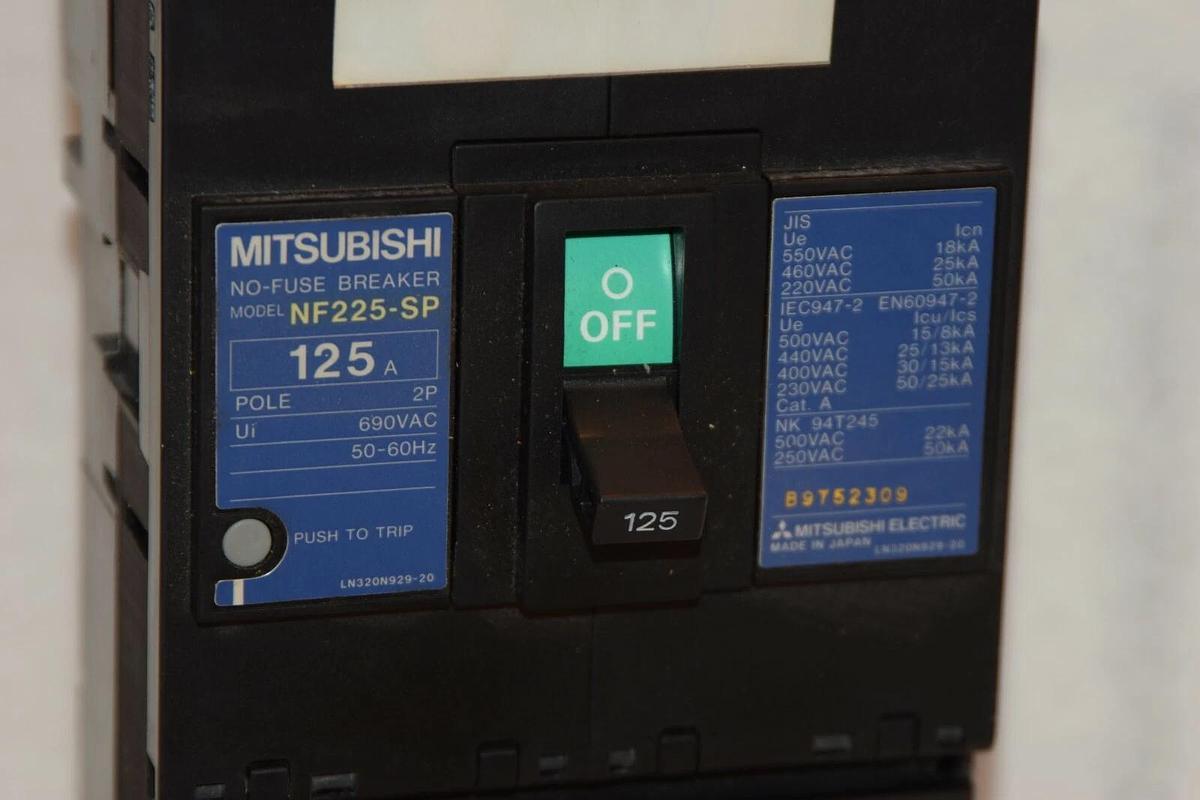 MITSUBISHI
NO-FUSE BREAKER
MODEL NF225-SP
125 A
POLE 2P
Ui 690VAC
50-60Hz
PUSH TO TRIP
LN320N929-20
O
OFF
125
JIS
Ue Icn
550VAC 18kA
460VAC 25kA
220VAC 50kA
IEC947-2 EN60947-2
Ue Icu/Ics
500VAC 15/8kA
440VAC 25/13kA
400VAC 30/15kA
230VAC 50/25kA
Cat. A
NK 94T245
500VAC 22kA
250VAC 50kA
B9T52309
MITSUBISHI ELECTRIC
MADE IN JAPAN LN320N929-20